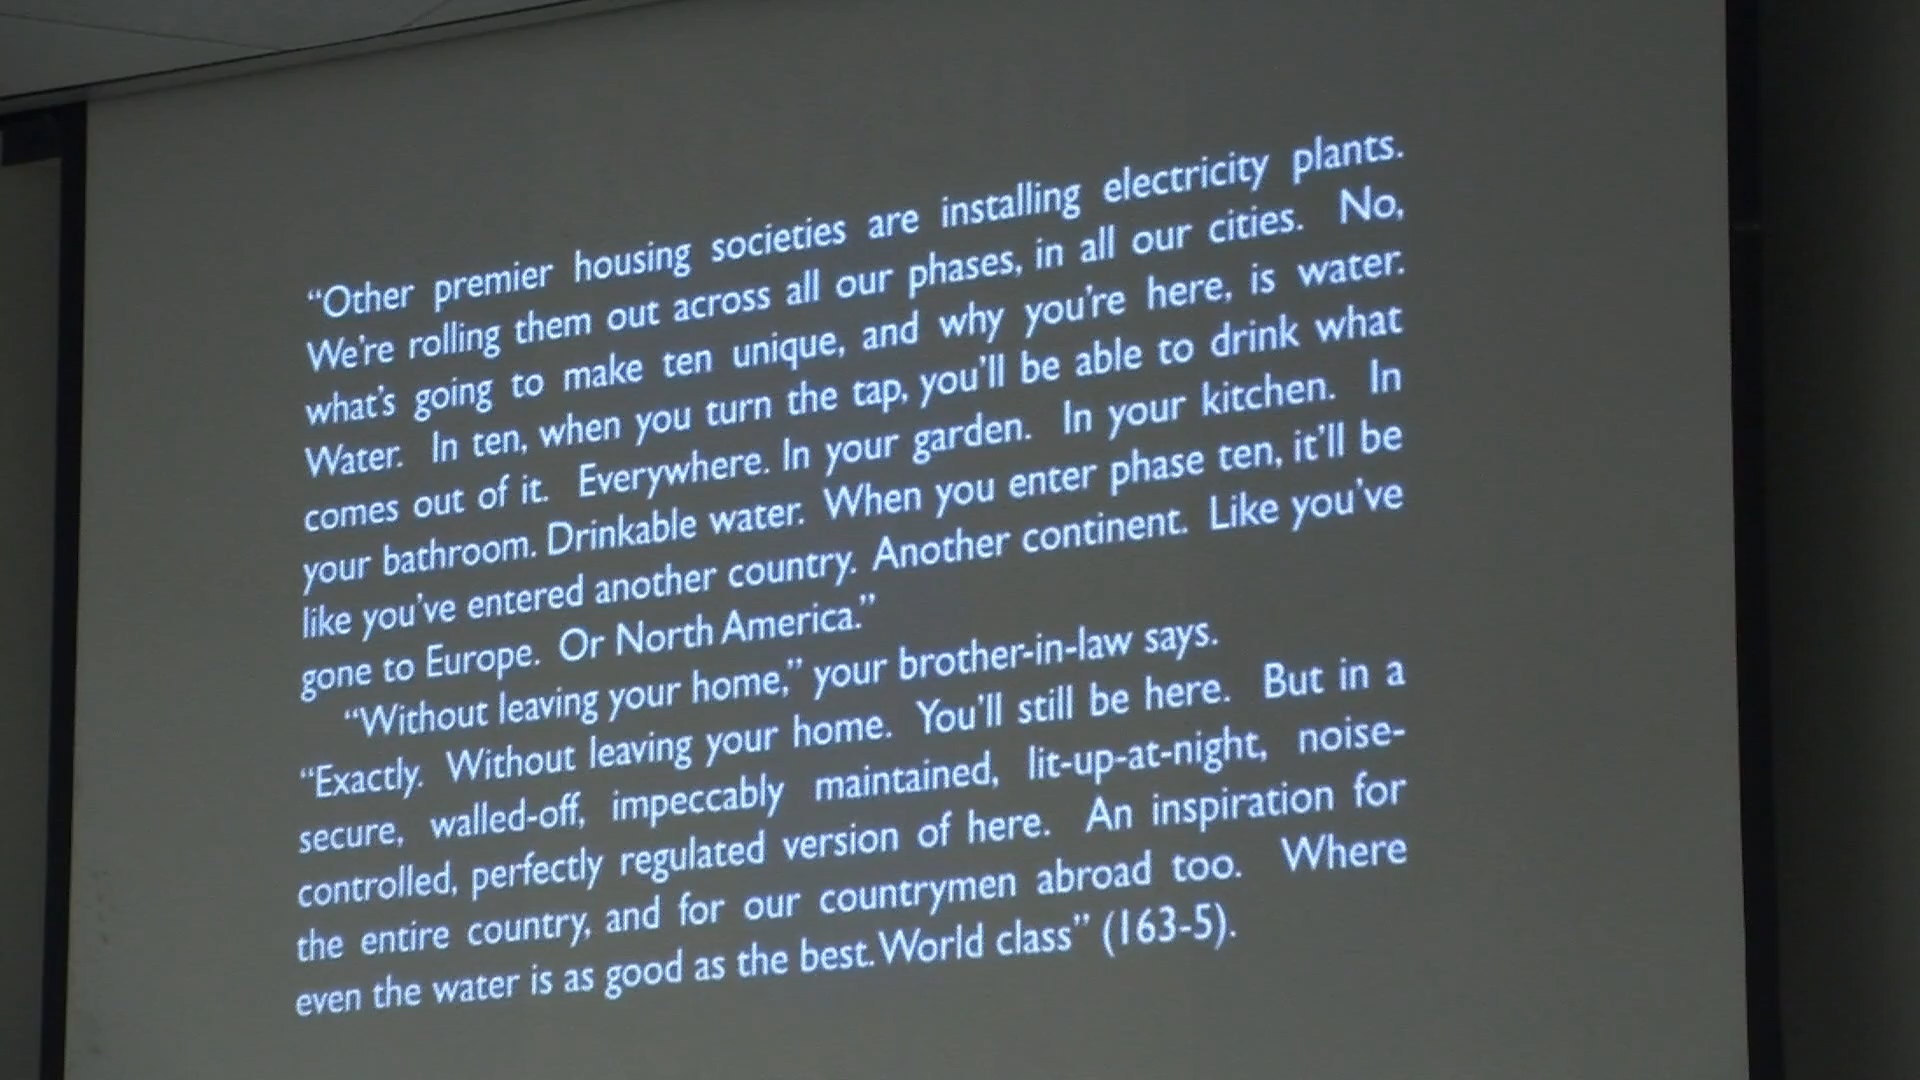 “Other premier housing societies are installing electricity plants.
We're rolling them out across all our phases, in all our cities. No,
what's going to make ten unique, and why you're here, is water.
Water. In ten, when you turn the tap, you'll be able to drink what
comes out of it. Everywhere. In your garden. In your kitchen. In
your bathroom. Drinkable water. When you enter phase ten, it'll be
like you've entered another country. Another continent. Like you've
gone to Europe. Or North America.”
“Without leaving your home,” your brother-in-law says.
“Exactly. Without leaving your home. You'll still be here. But in a
secure, walled-off, impeccably maintained, lit-up-at-night, noise-
controlled, perfectly regulated version of here. An inspiration for
the entire country, and for our countrymen abroad too. Where
even the water is as good as the best. World class” (163-5).